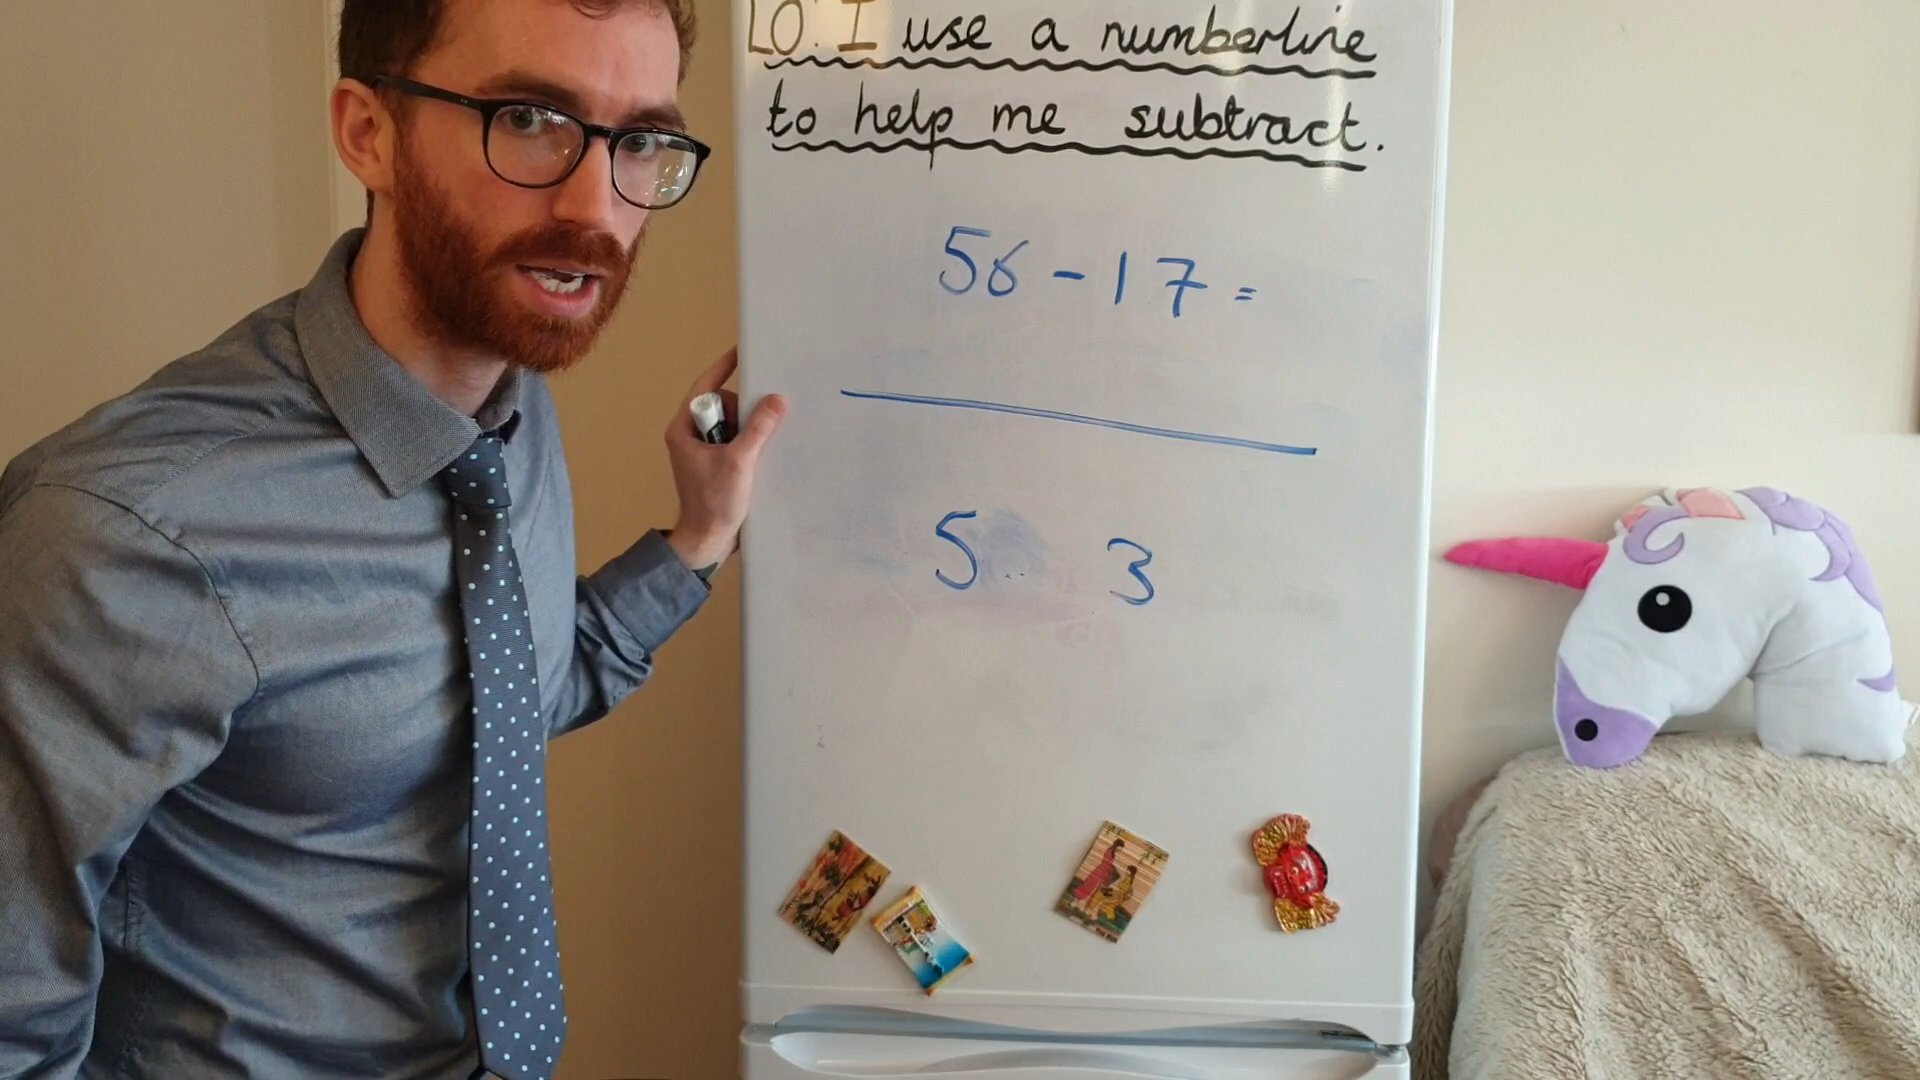 LO: I use a numberline
to help me subtract.
56 - 17 =
5 3